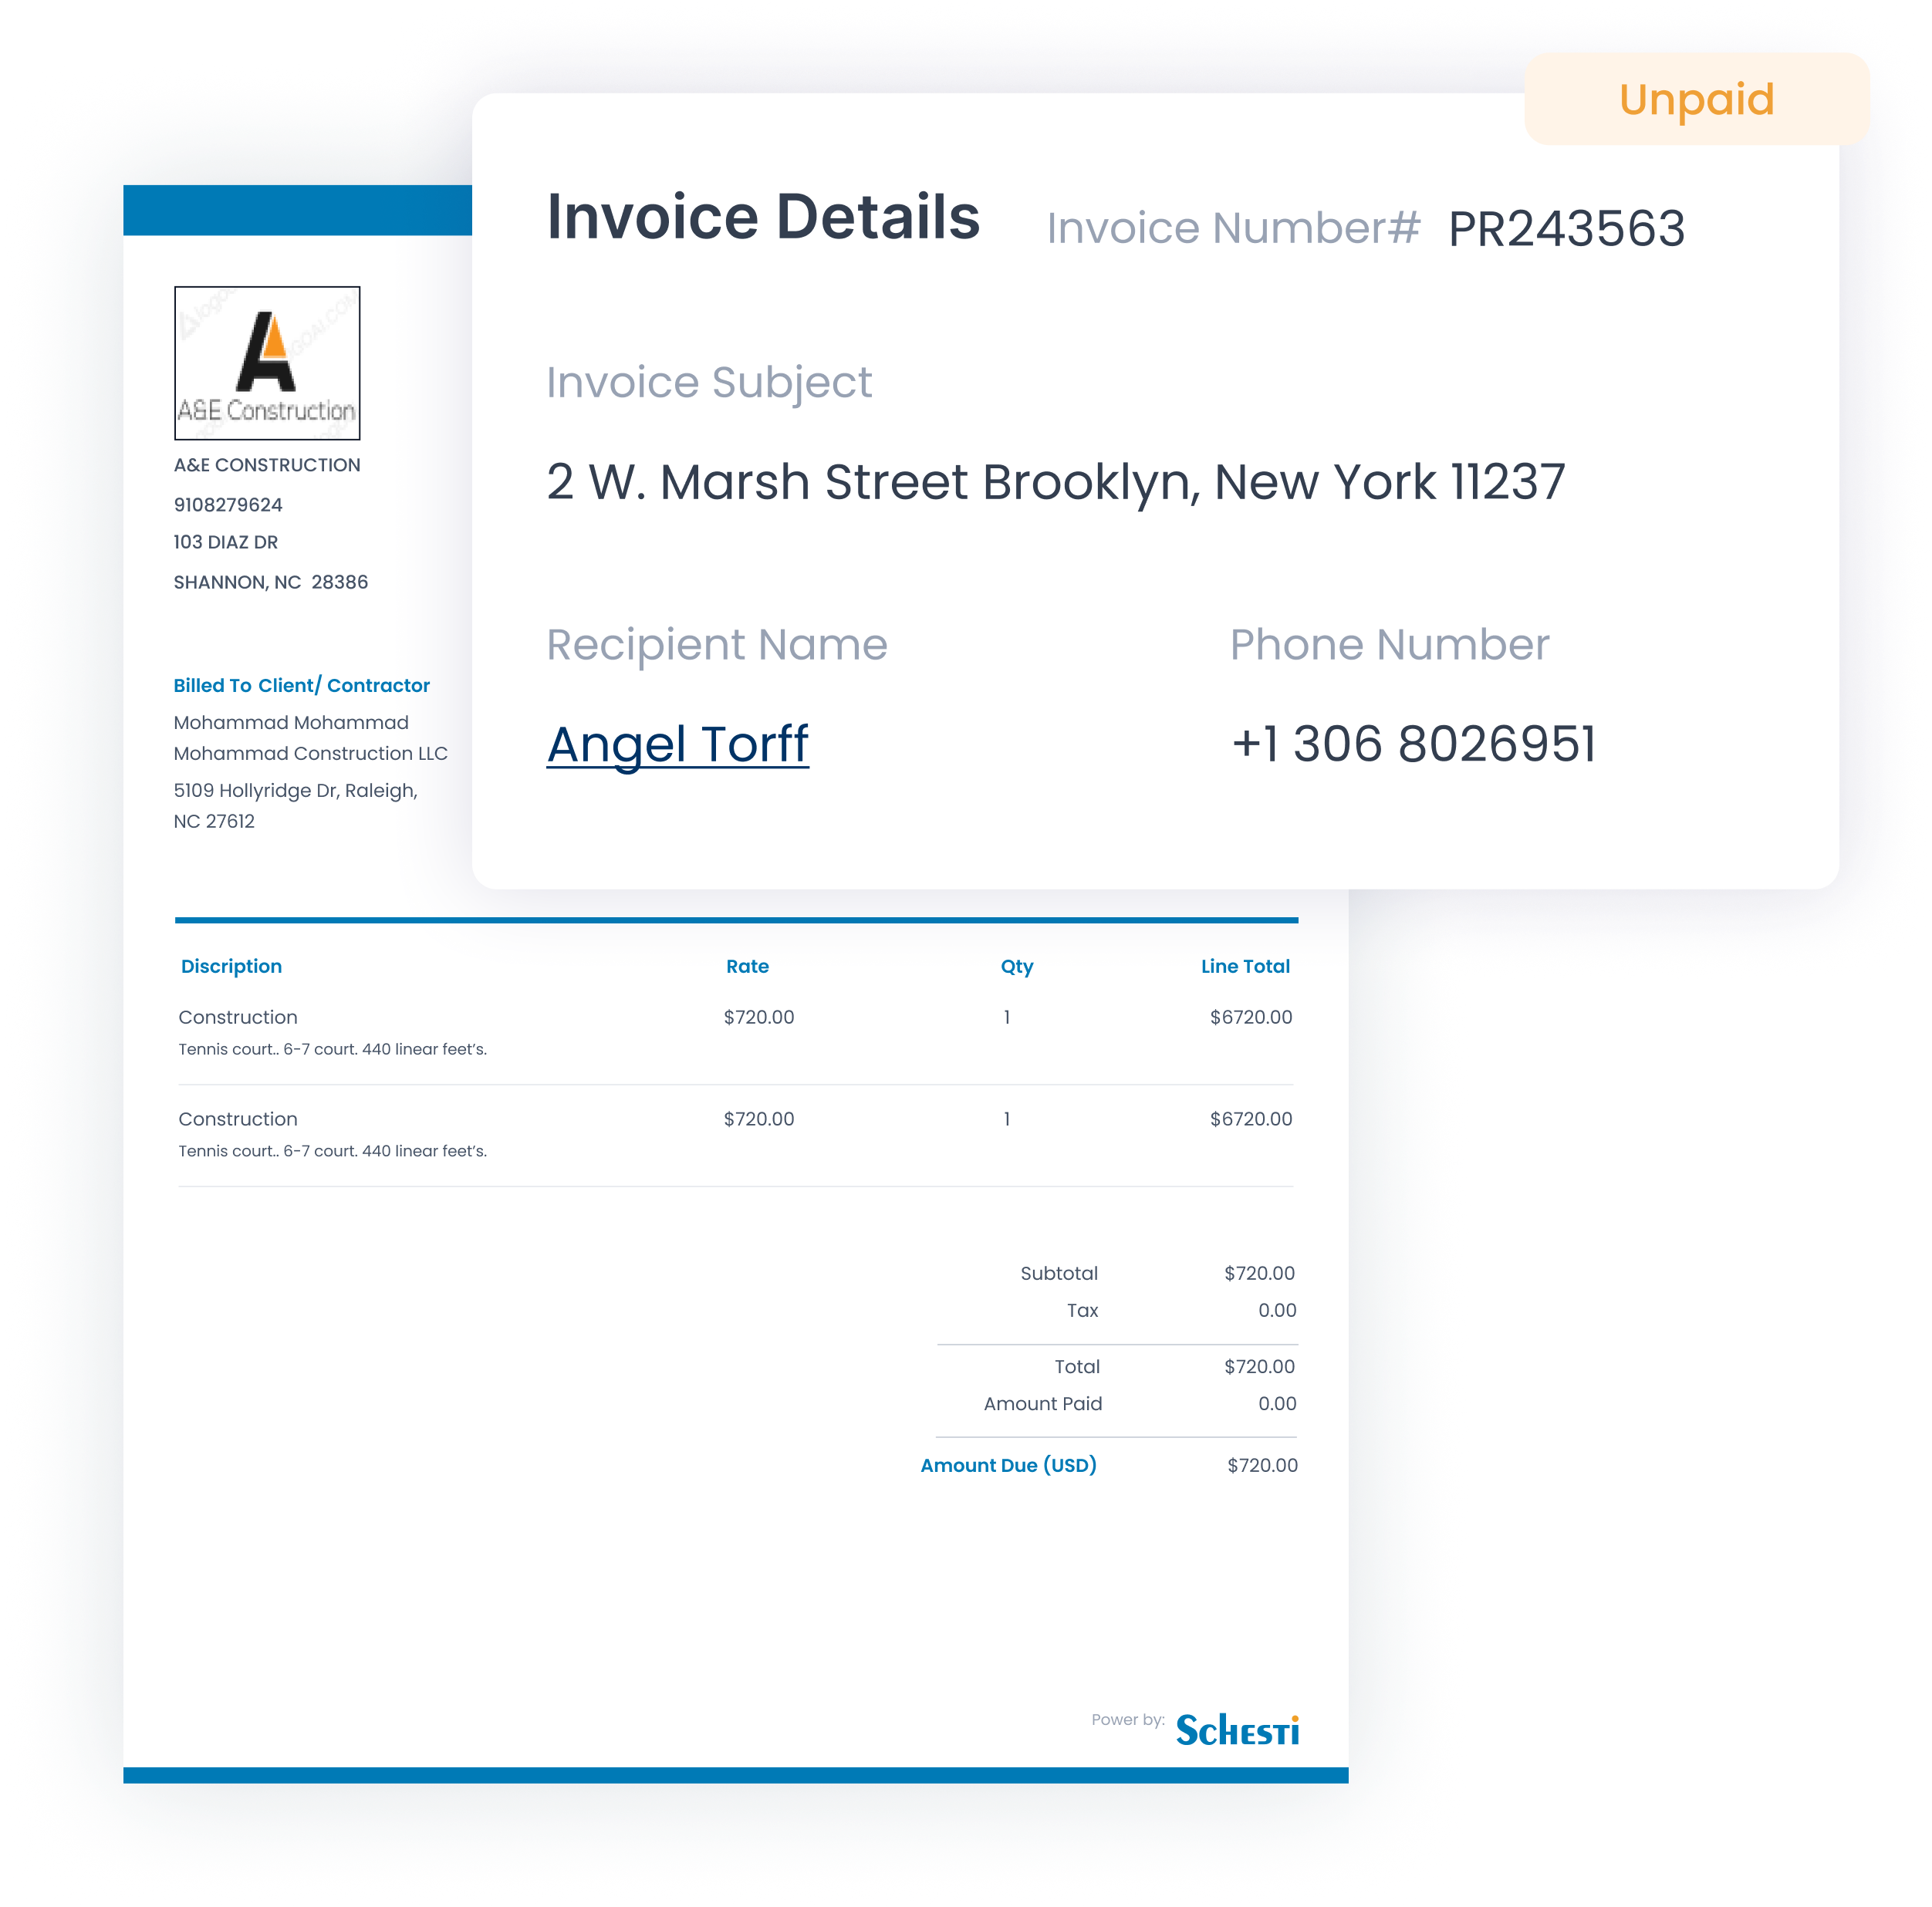 Unpaid
Invoice Details
Invoice Number# PR243563
Invoice Subject
2 W. Marsh Street Brooklyn, New York 11237
Recipient Name
Phone Number
Angel Torff
+1 306 8026951
A&E Construction
A&E CONSTRUCTION
9108279624
103 DIAZ DR
SHANNON, NC 28386
Billed To Client/ Contractor
Mohammad Mohammad
Mohammad Construction LLC
5109 Hollyridge Dr, Raleigh,
NC 27612
Discription Rate Qty Line Total
Construction $720.00 1 $6720.00
Tennis court.. 6-7 court. 440 linear feet’s.
Construction $720.00 1 $6720.00
Tennis court.. 6-7 court. 440 linear feet’s.
Subtotal $720.00
Tax 0.00
Total $720.00
Amount Paid 0.00
Amount Due (USD) $720.00
Power by: Schesti